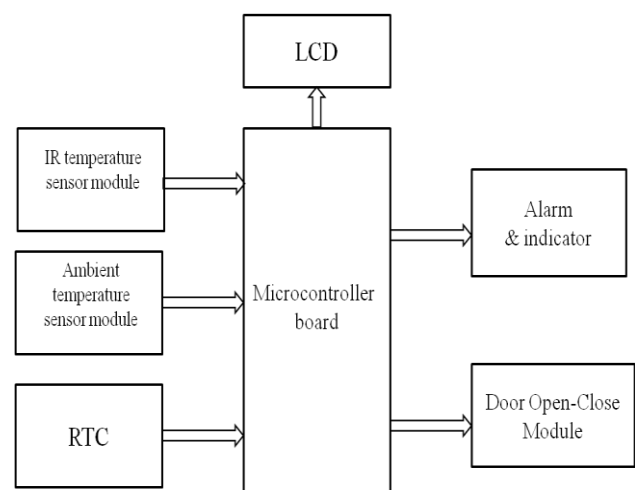 LCD
IR temperature
sensor module
Ambient
temperature
sensor module
RTC
Microcontroller
board
Alarm
& indicator
Door Open-Close
Module